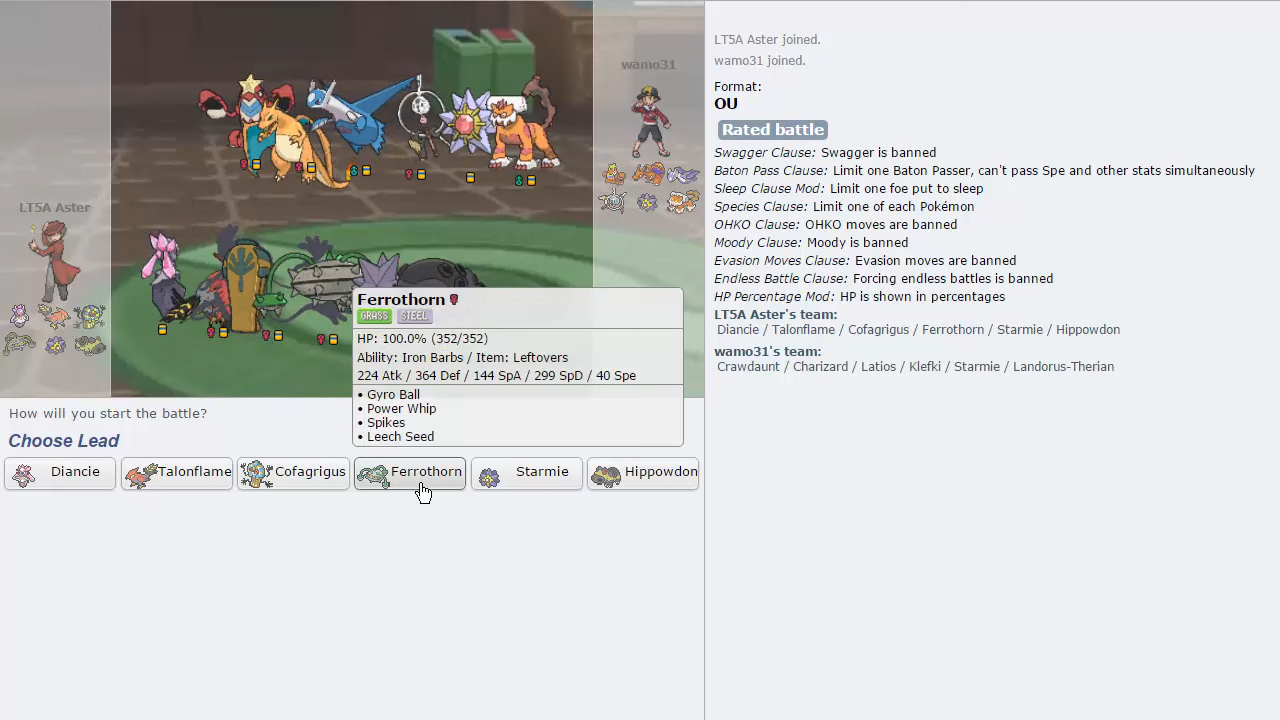 LT5A Aster joined.
wamo31 joined.
Format:
OU
Rated battle
Swagger Clause: Swagger is banned
Baton Pass Clause: Limit one Baton Passer, can't pass Spe and other stats simultaneously
Sleep Clause Mod: Limit one foe put to sleep
Species Clause: Limit one of each Pokémon
OHKO Clause: OHKO moves are banned
Moody Clause: Moody is banned
Evasion Moves Clause: Evasion moves are banned
Endless Battle Clause: Forcing endless battles is banned
HP Percentage Mod: HP is shown in percentages
LT5A Aster's team:
Diancie / Talonflame / Cofagrigus / Ferrothorn / Starmie / Hippowdon
wamo31's team:
Crawdaunt / Charizard / Latios / Klefki / Starmie / Landorus-Therian
wamo31
LT5A Aster
Ferrothorn
GRASS STEEL
HP: 100.0% (352/352)
Ability: Iron Barbs / Item: Leftovers
224 Atk / 364 Def / 144 SpA / 299 SpD / 40 Spe
• Gyro Ball
• Power Whip
• Spikes
• Leech Seed
How will you start the battle?
Choose Lead
Diancie Talonflame Cofagrigus Ferrothorn Starmie Hippowdon